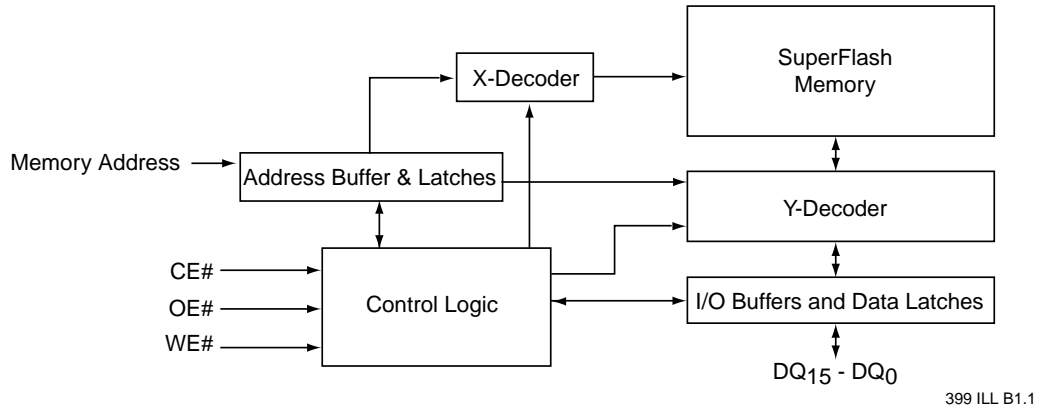 SuperFlash
Memory
X-Decoder
Memory Address
Address Buffer & Latches
Y-Decoder
CE#
OE#
WE#
Control Logic
I/O Buffers and Data Latches
DQ15 - DQ0
399 ILL B1.1